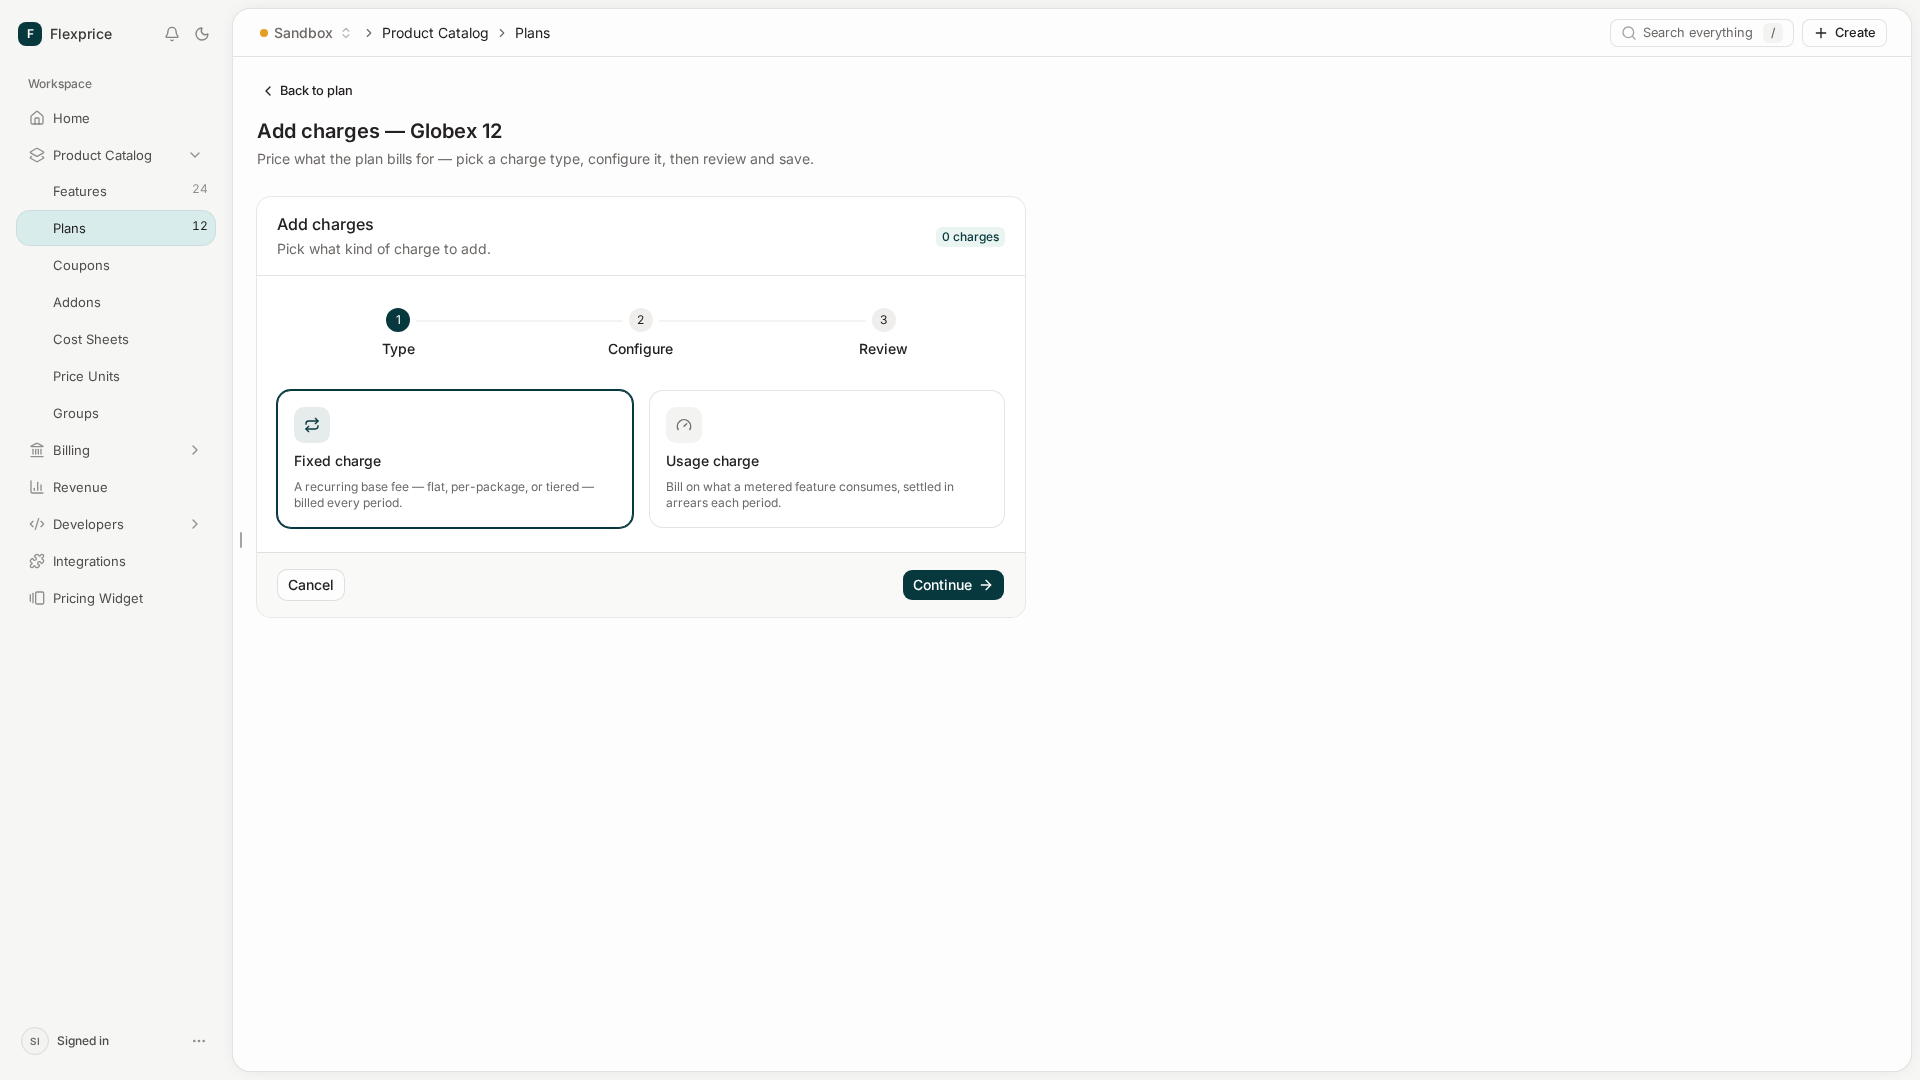 F Flexprice
Workspace
Home
Product Catalog
Features 24
Plans 12
Coupons
Addons
Cost Sheets
Price Units
Groups
Billing
Revenue
Developers
Integrations
Pricing Widget
SI Signed in
Sandbox Product Catalog Plans
Search everything / Create
Back to plan
Add charges — Globex 12
Price what the plan bills for — pick a charge type, configure it, then review and save.
Add charges
Pick what kind of charge to add.
0 charges
1 2 3
Type Configure Review
Fixed charge
A recurring base fee — flat, per-package, or tiered —
billed every period.
Usage charge
Bill on what a metered feature consumes, settled in
arrears each period.
Cancel Continue